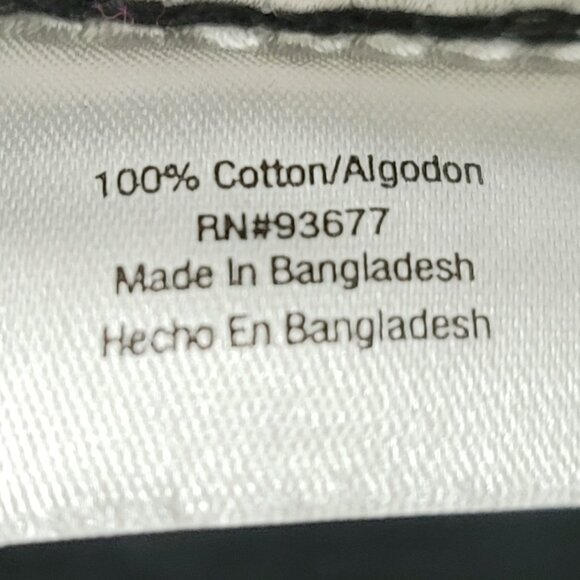 100% Cotton/Algodon
RN#93677
Made In Bangladesh
Hecho En Bangladesh